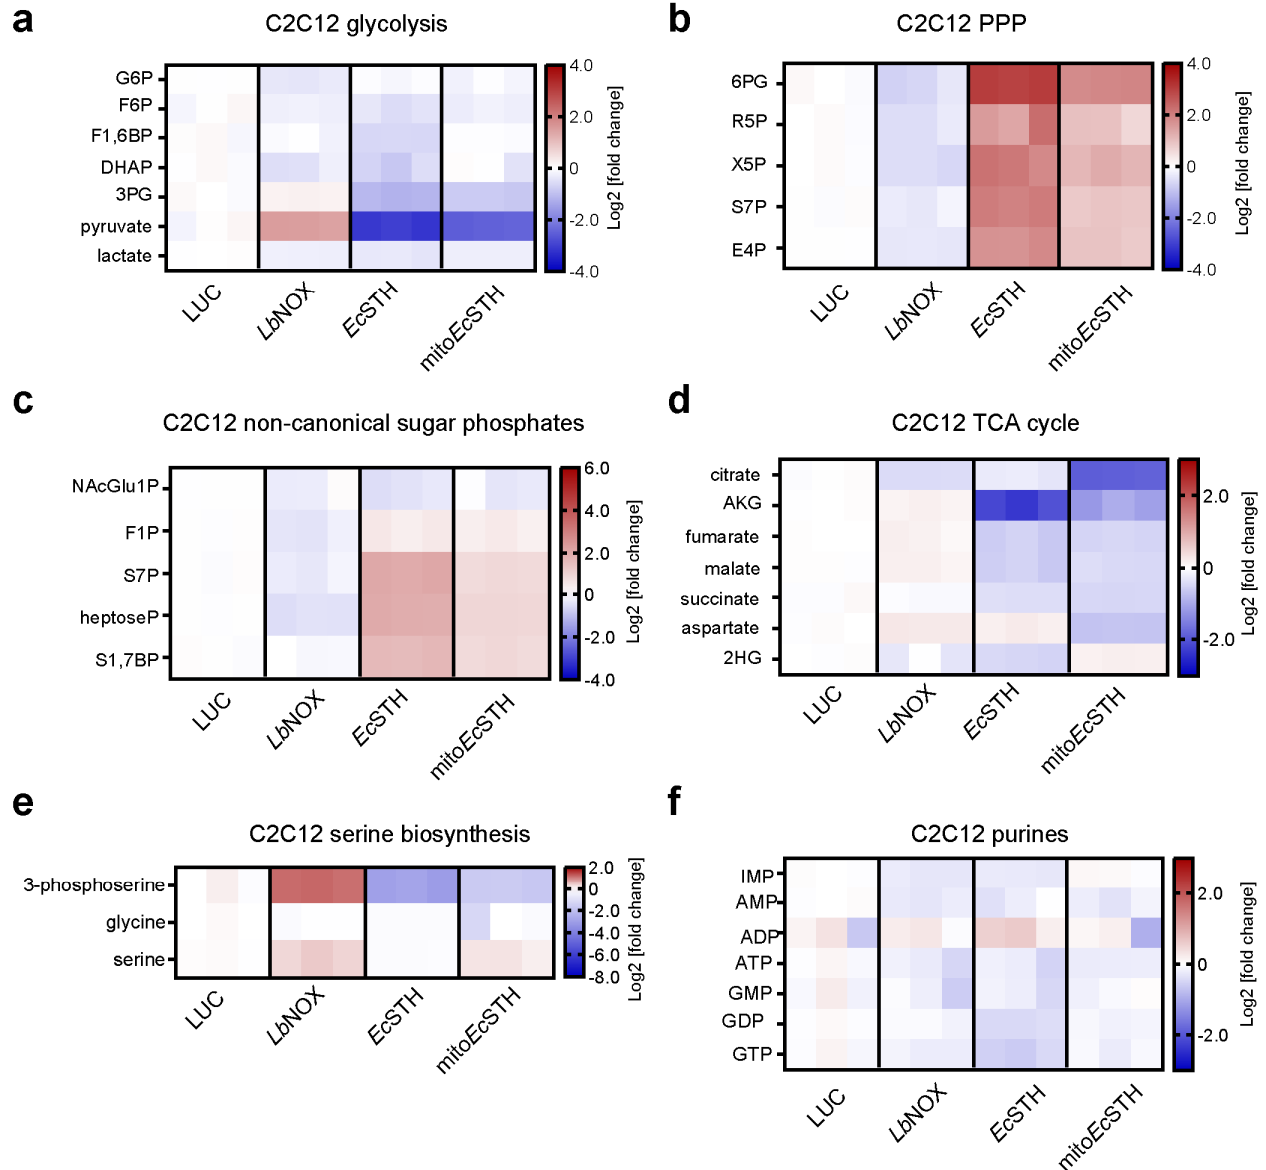 a
C2C12 glycolysis
G6P
F6P
F1,6BP
DHAP
3PG
pyruvate
lactate
4.0
2.0
0
-2.0
-4.0
Log2 [fold change]
LUC
LbNOX
EcSTH
mitoEcSTH
b
C2C12 PPP
6PG
R5P
X5P
S7P
E4P
4.0
2.0
0
-2.0
-4.0
Log2 [fold change]
LUC
LbNOX
EcSTH
mitoEcSTH
c
C2C12 non-canonical sugar phosphates
NAcGlu1P
F1P
S7P
heptoseP
S1,7BP
6.0
4.0
2.0
0
-2.0
-4.0
Log2 [fold change]
LUC
LbNOX
EcSTH
mitoEcSTH
d
C2C12 TCA cycle
citrate
AKG
fumarate
malate
succinate
aspartate
2HG
2.0
0
-2.0
Log2 [fold change]
LUC
LbNOX
EcSTH
mitoEcSTH
e
C2C12 serine biosynthesis
3-phosphoserine
glycine
serine
2.0
0
-2.0
-4.0
-6.0
-8.0
Log2 [fold change]
LUC
LbNOX
EcSTH
mitoEcSTH
f
C2C12 purines
IMP
AMP
ADP
ATP
GMP
GDP
GTP
2.0
0
-2.0
Log2 [fold change]
LUC
LbNOX
EcSTH
mitoEcSTH